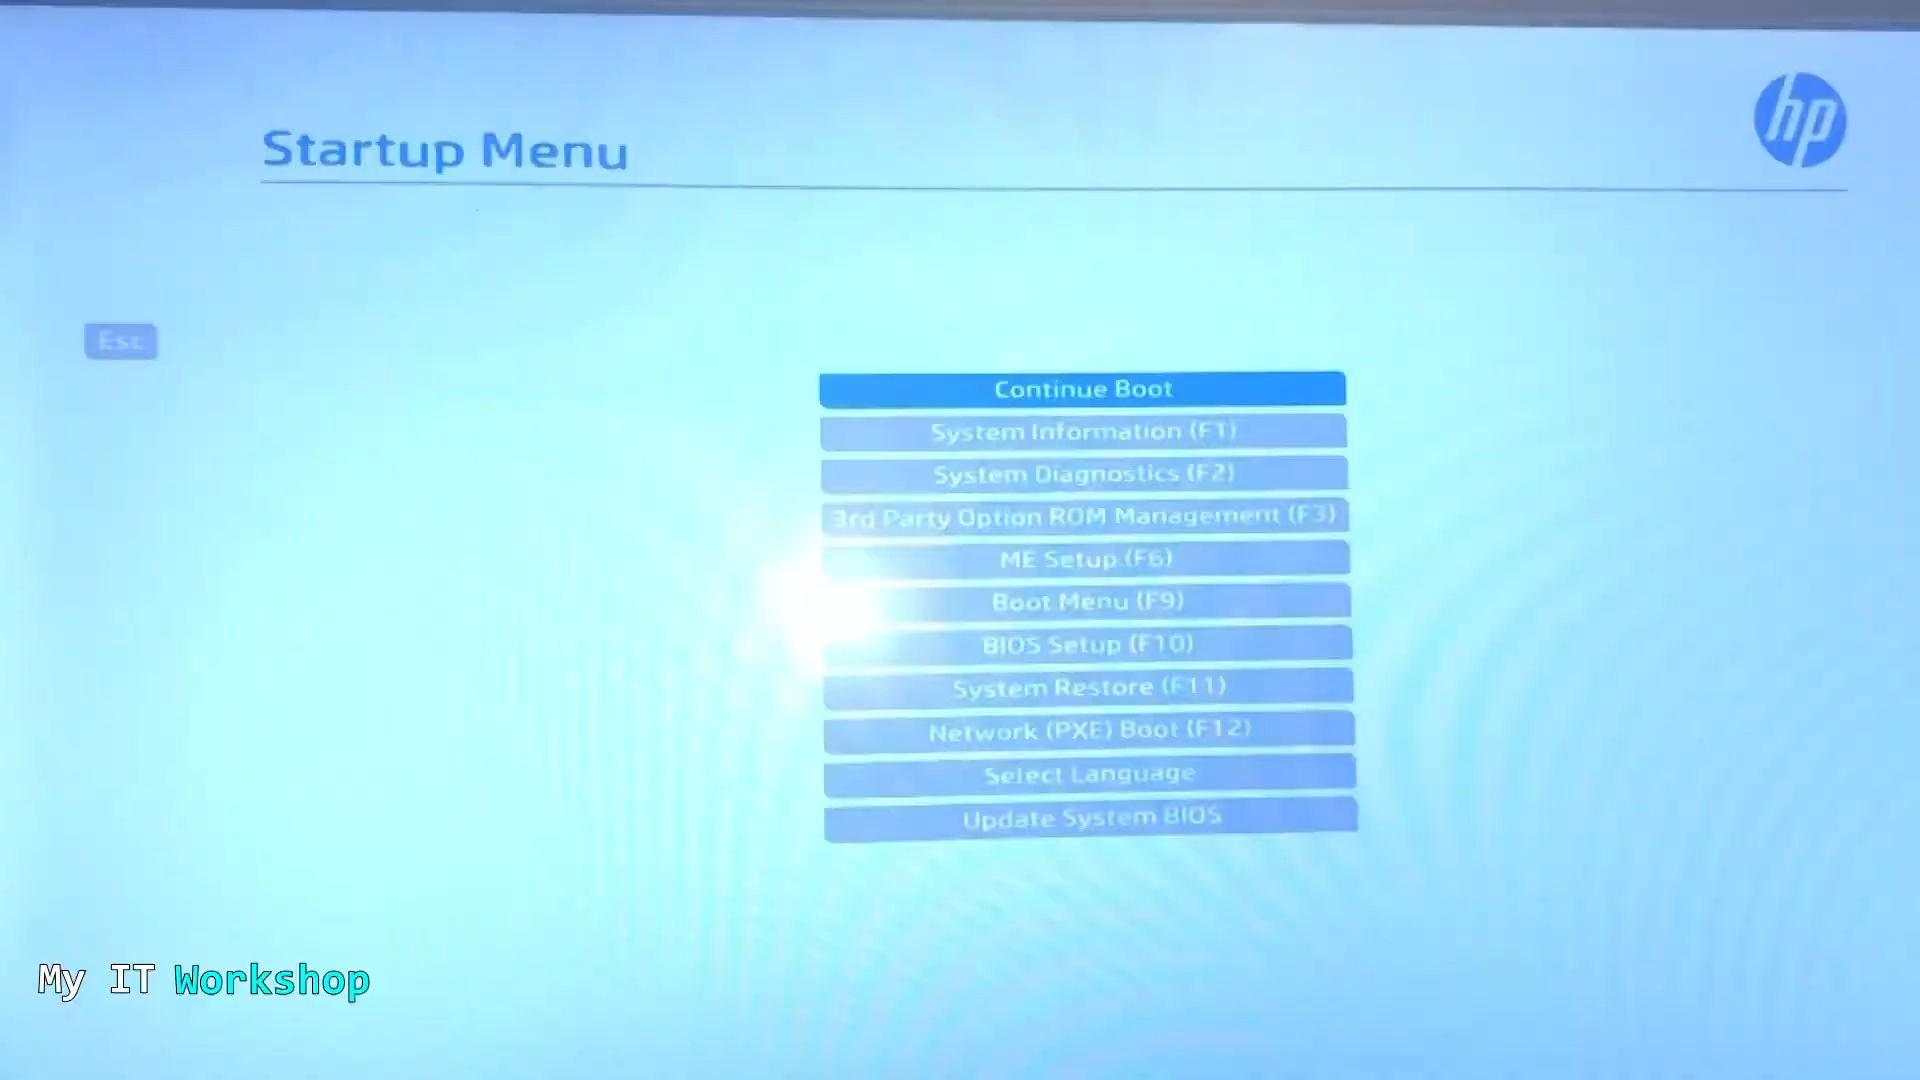 hp
Startup Menu
Esc
Continue Boot
System Information (F1)
System Diagnostics (F2)
3rd Party Option ROM Management (F3)
ME Setup (F6)
Boot Menu (F9)
BIOS Setup (F10)
System Restore (F11)
Network (PXE) Boot (F12)
Select Language
Update System BIOS
My IT Workshop